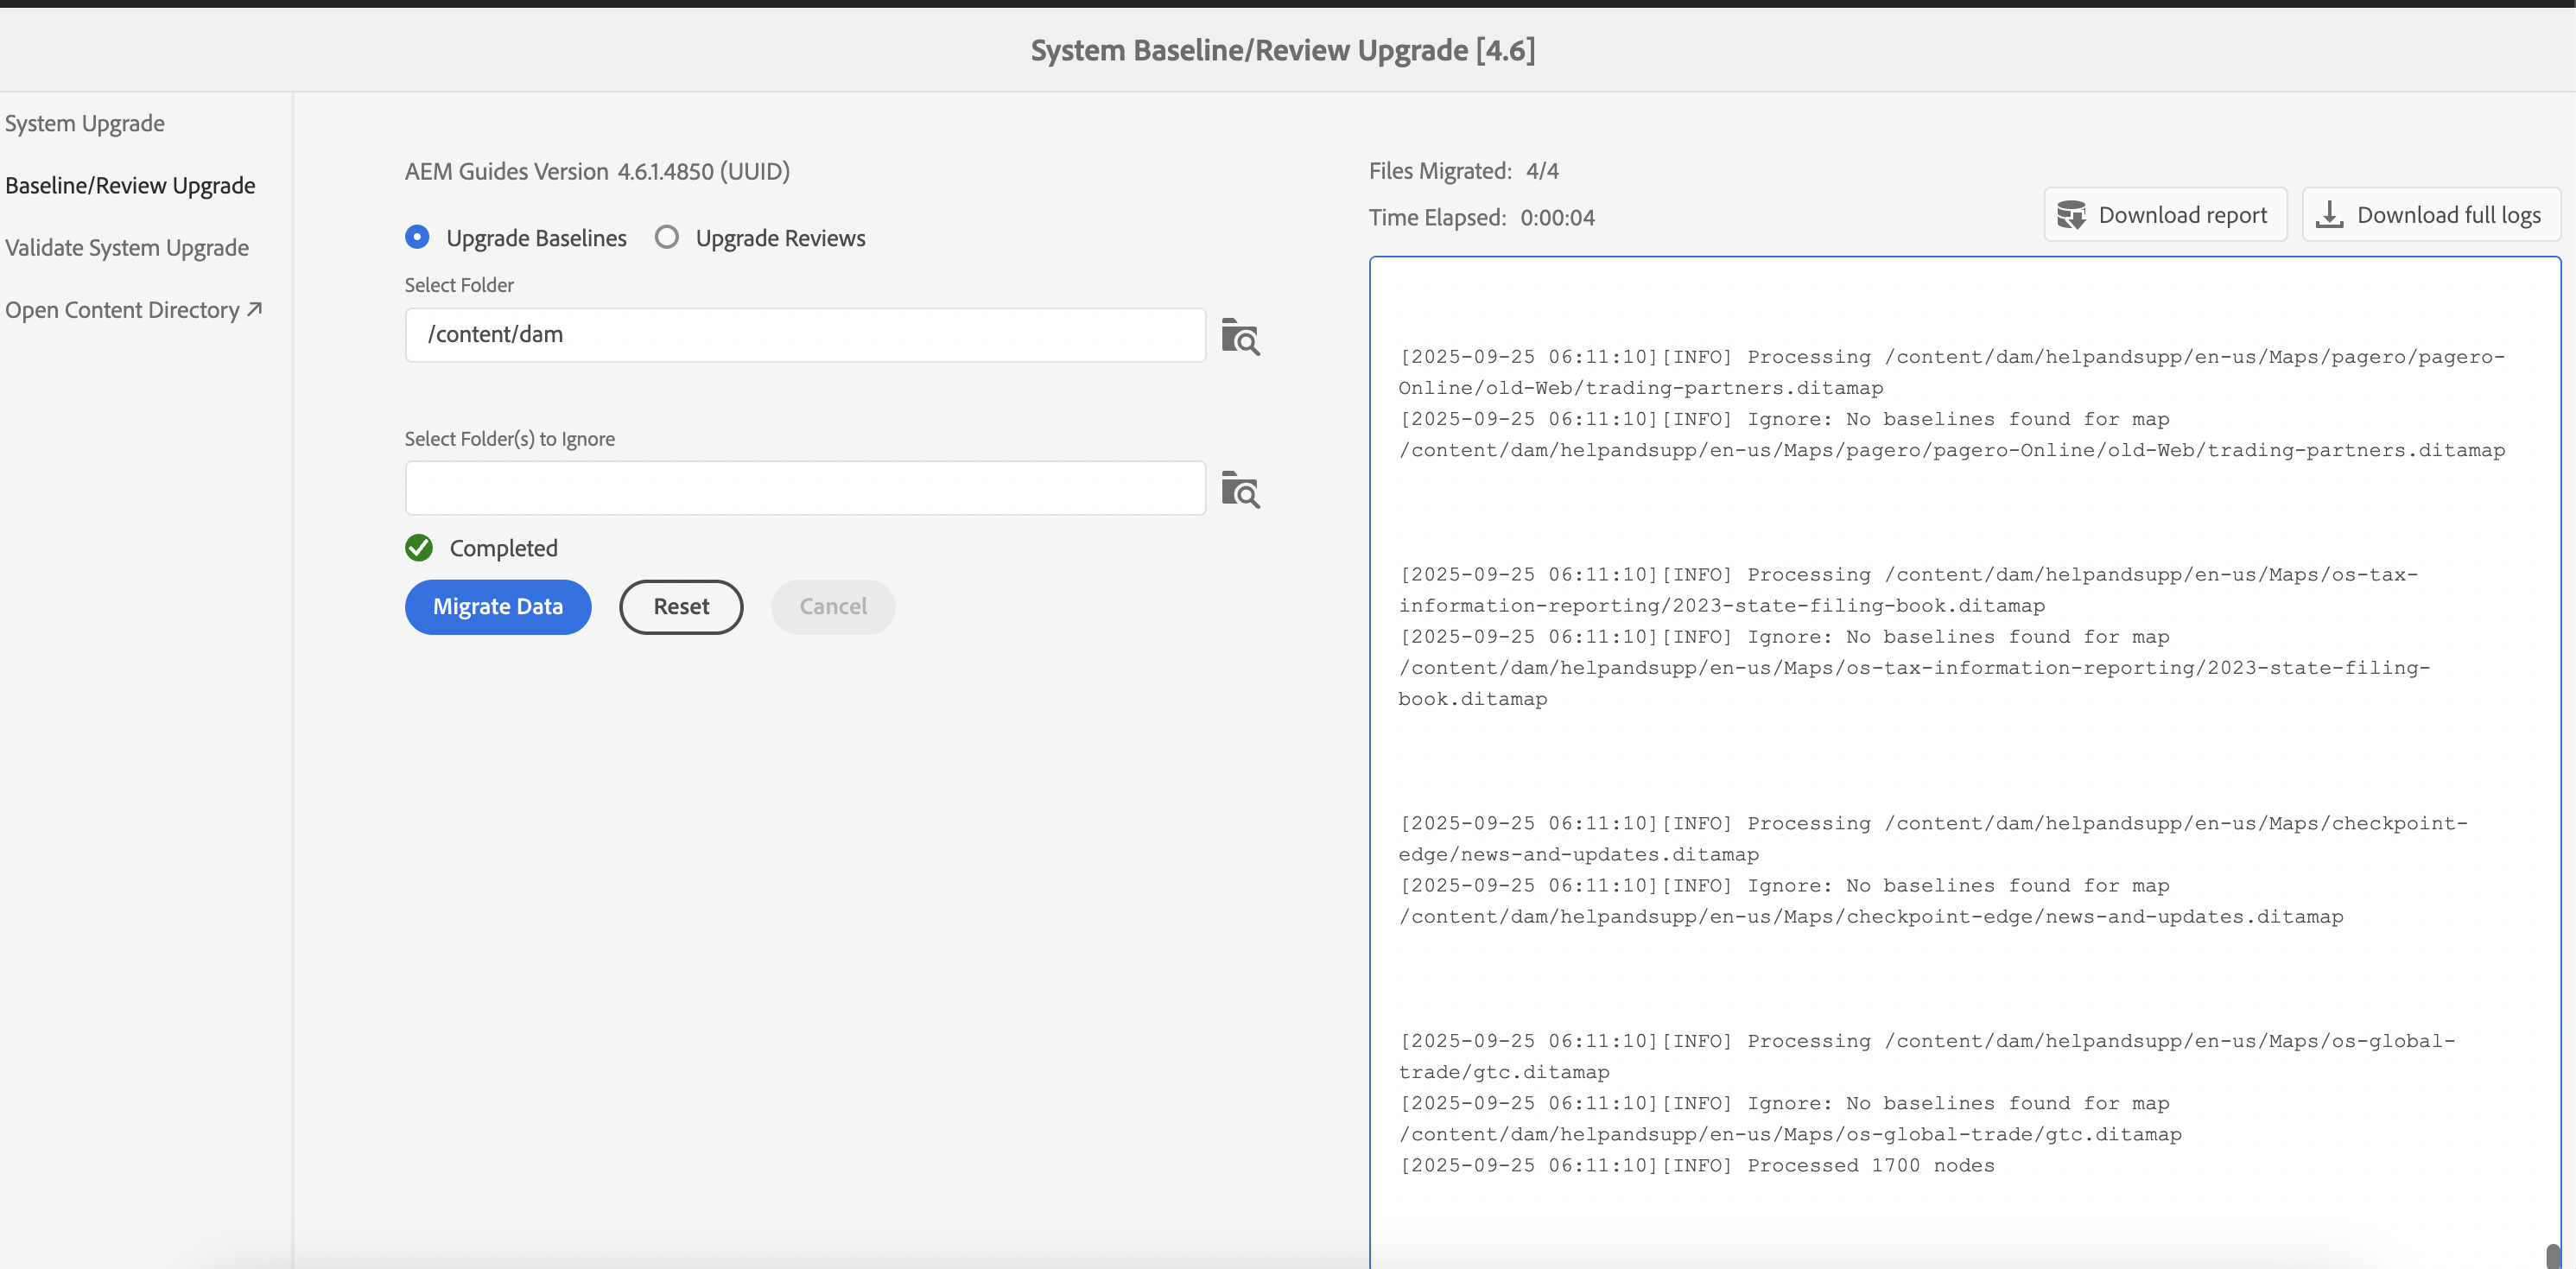 System Baseline/Review Upgrade [4.6]
System Upgrade
Baseline/Review Upgrade
Validate System Upgrade
Open Content Directory
AEM Guides Version 4.6.1.4850 (UUID)
Upgrade Baselines
Upgrade Reviews
Select Folder
/content/dam
Select Folder(s) to Ignore
Completed
Migrate Data
Reset
Cancel
Files Migrated: 4/4
Time Elapsed: 0:00:04
Download report
Download full logs
[2025-09-25 06:11:10][INFO] Processing /content/dam/helpandsupp/en-us/Maps/pagero/pagero-
Online/old-Web/trading-partners.ditamap
[2025-09-25 06:11:10][INFO] Ignore: No baselines found for map
/content/dam/helpandsupp/en-us/Maps/pagero/pagero-Online/old-Web/trading-partners.ditamap
[2025-09-25 06:11:10][INFO] Processing /content/dam/helpandsupp/en-us/Maps/os-tax-
information-reporting/2023-state-filing-book.ditamap
[2025-09-25 06:11:10][INFO] Ignore: No baselines found for map
/content/dam/helpandsupp/en-us/Maps/os-tax-information-reporting/2023-state-filing-
book.ditamap
[2025-09-25 06:11:10][INFO] Processing /content/dam/helpandsupp/en-us/Maps/checkpoint-
edge/news-and-updates.ditamap
[2025-09-25 06:11:10][INFO] Ignore: No baselines found for map
/content/dam/helpandsupp/en-us/Maps/checkpoint-edge/news-and-updates.ditamap
[2025-09-25 06:11:10][INFO] Processing /content/dam/helpandsupp/en-us/Maps/os-global-
trade/gtc.ditamap
[2025-09-25 06:11:10][INFO] Ignore: No baselines found for map
/content/dam/helpandsupp/en-us/Maps/os-global-trade/gtc.ditamap
[2025-09-25 06:11:10][INFO] Processed 1700 nodes